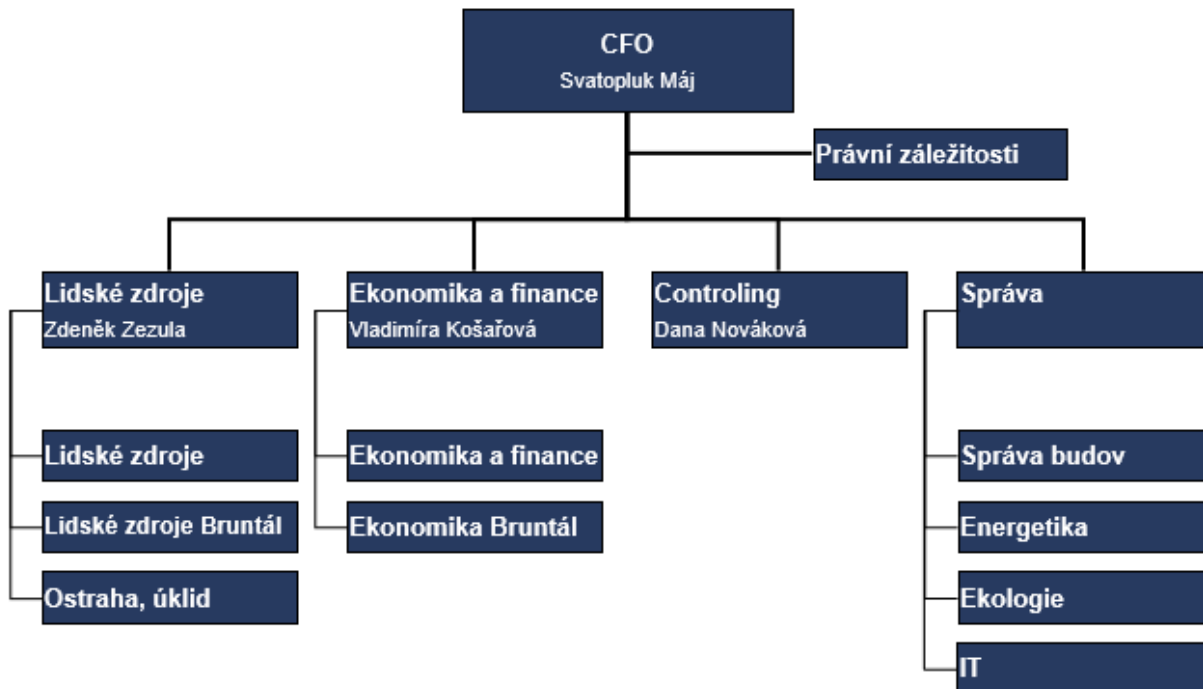 CFO
Svatopluk Máj
Právní záležitosti
Lidské zdroje
Zdeněk Zezula
Ekonomika a finance
Vladimíra Košařová
Controling
Dana Nováková
Správa
Lidské zdroje
Ekonomika a finance
Správa budov
Lidské zdroje Bruntál
Ekonomika Bruntál
Energetika
Ostraha, úklid
Ekologie
IT